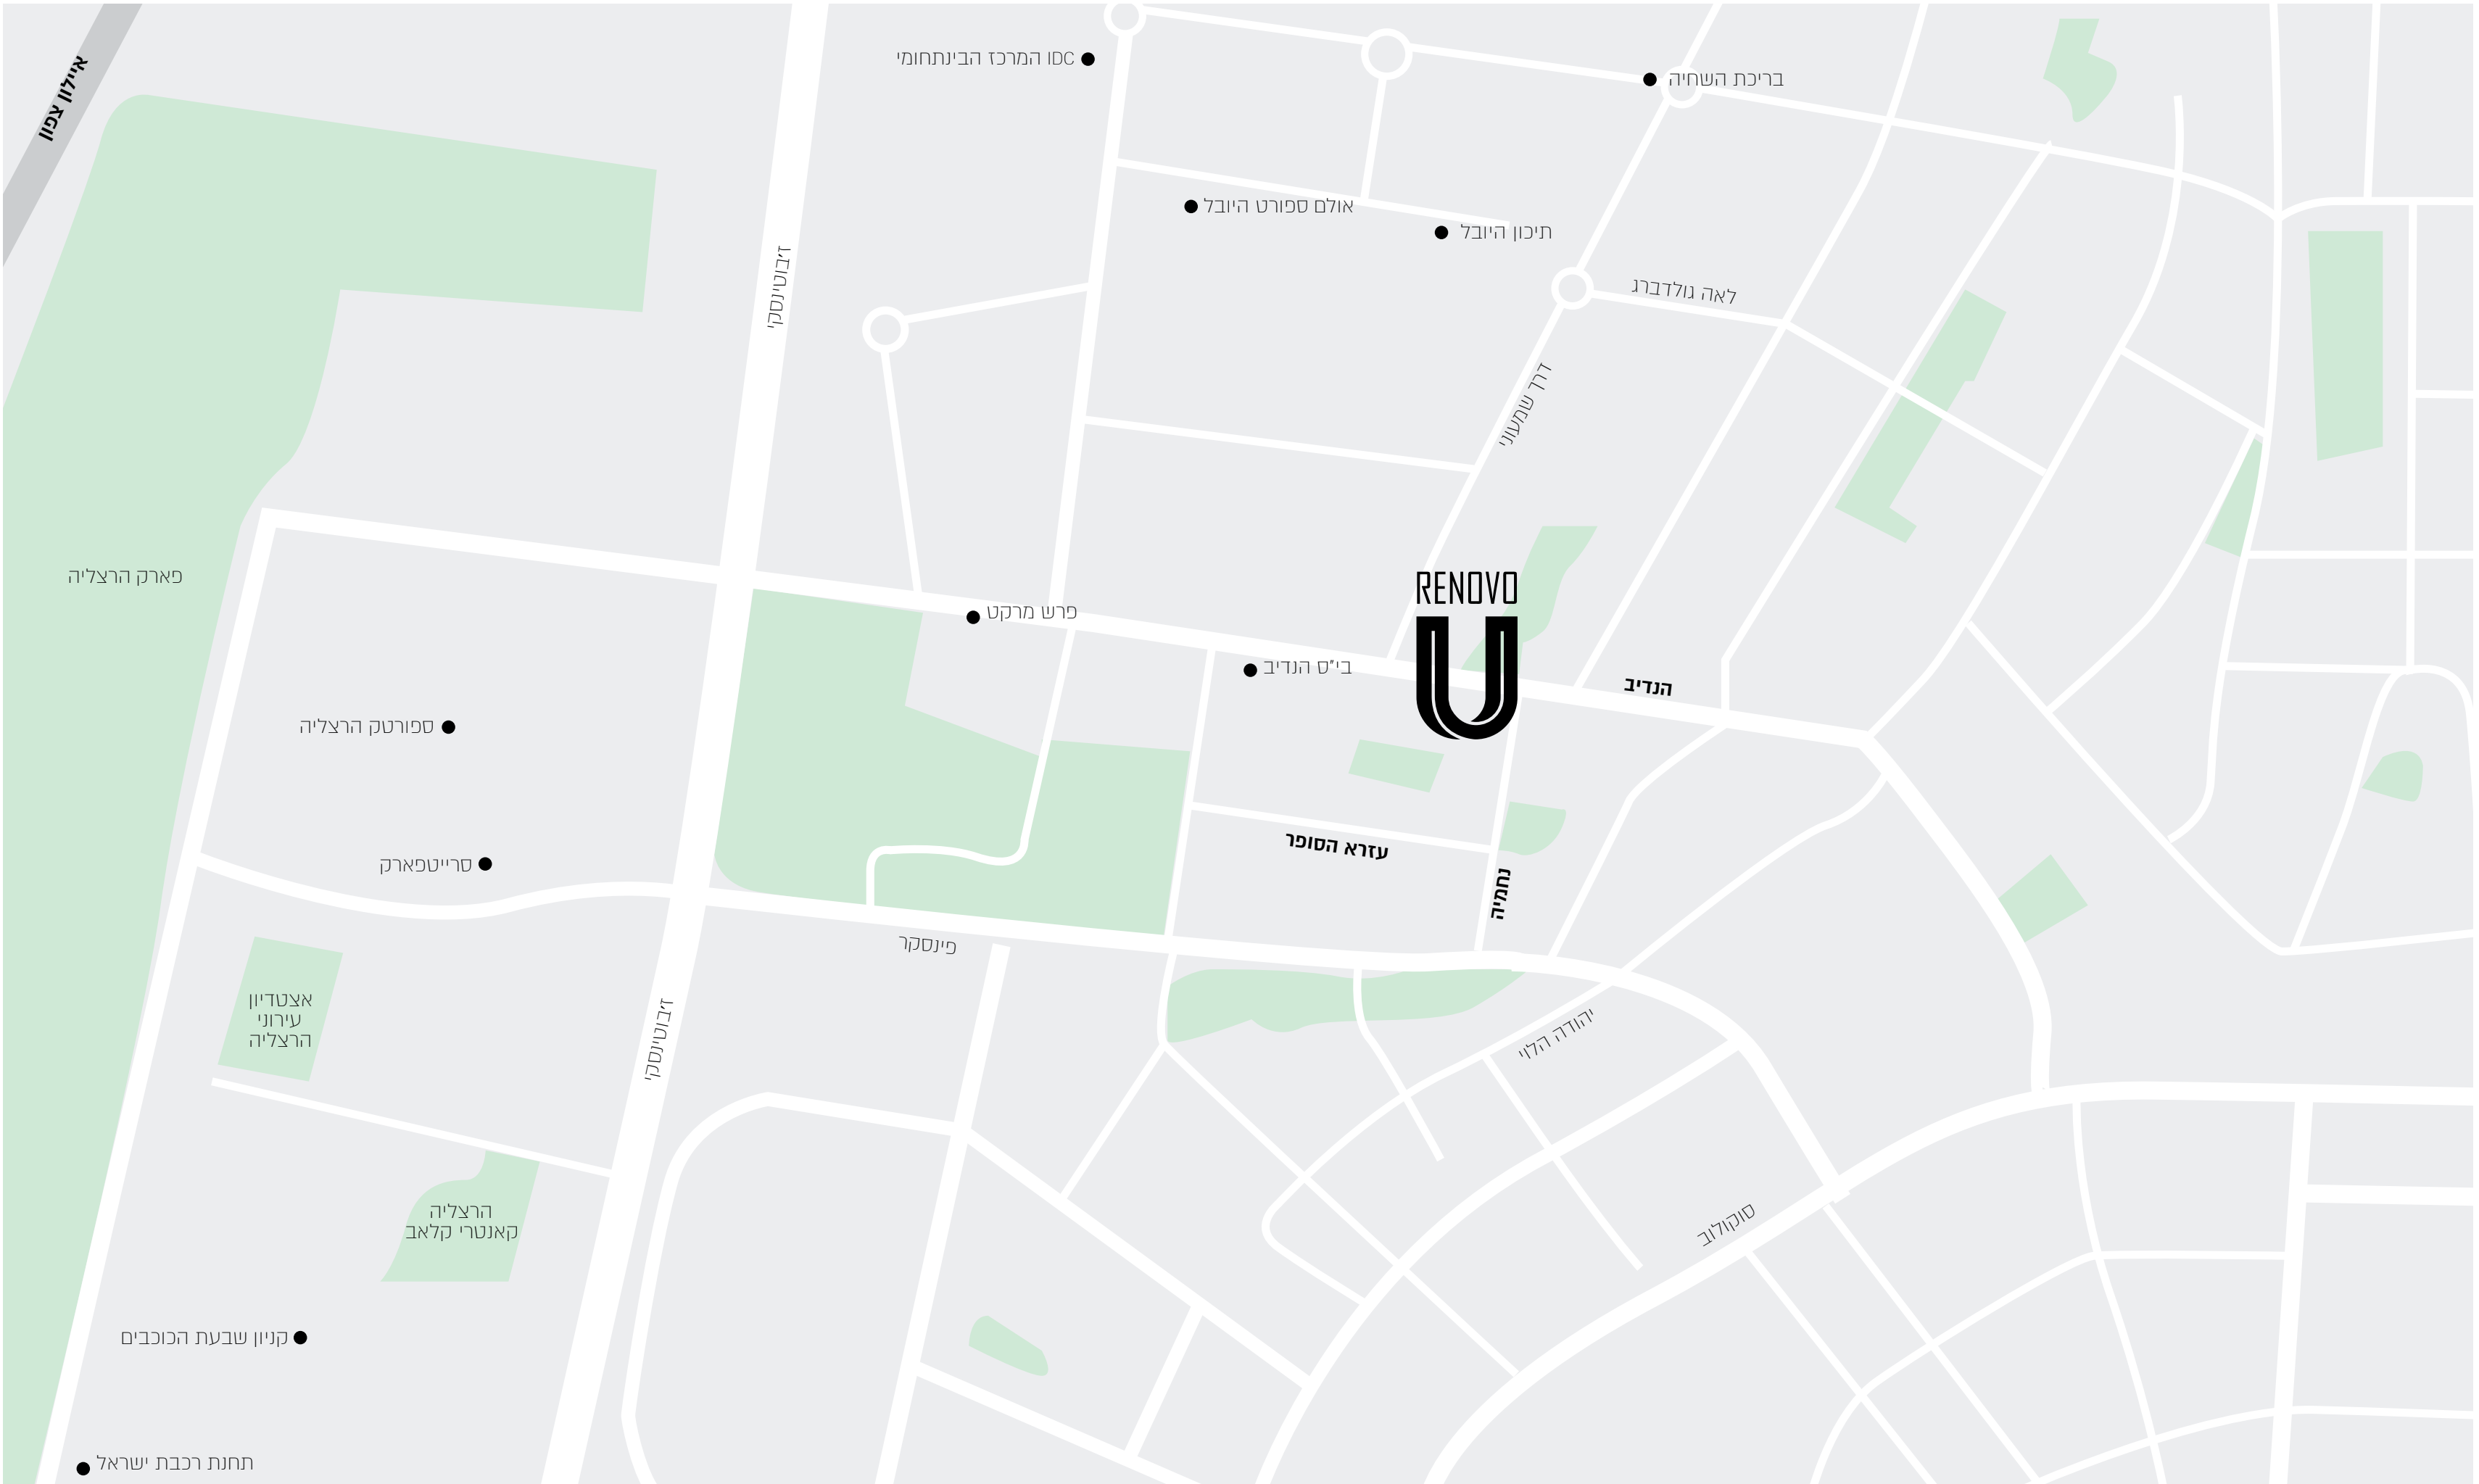 איילון צפון
IDC המרכז הבינתחומי
בריכת השחיה
אולם ספורט היובל
תיכון היובל
ז'בוטינסקי
לאה גולדברג
דרך שמעוני
פארק הרצליה
פרש מרקט
RENOVO
U
בי"ס הנדיב
הנדיב
ספורטק הרצליה
עזרא הסופר
סרייטפארק
נחמיה
פינסקר
אצטדיון
עירוני
הרצליה
ז'בוטינסקי
יהודה הלוי
הרצליה
קאנטרי קלאב
סוקולוב
קניון שבעת הכוכבים
תחנת רכבת ישראל